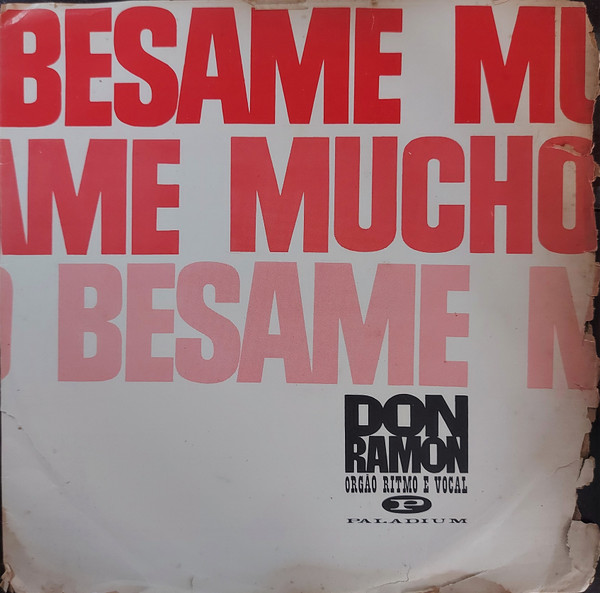 BESAME MU
AME MUCHO
O BESAME M
DON
RAMON
ORGÃO RITMO E VOCAL
P
PALADIUM